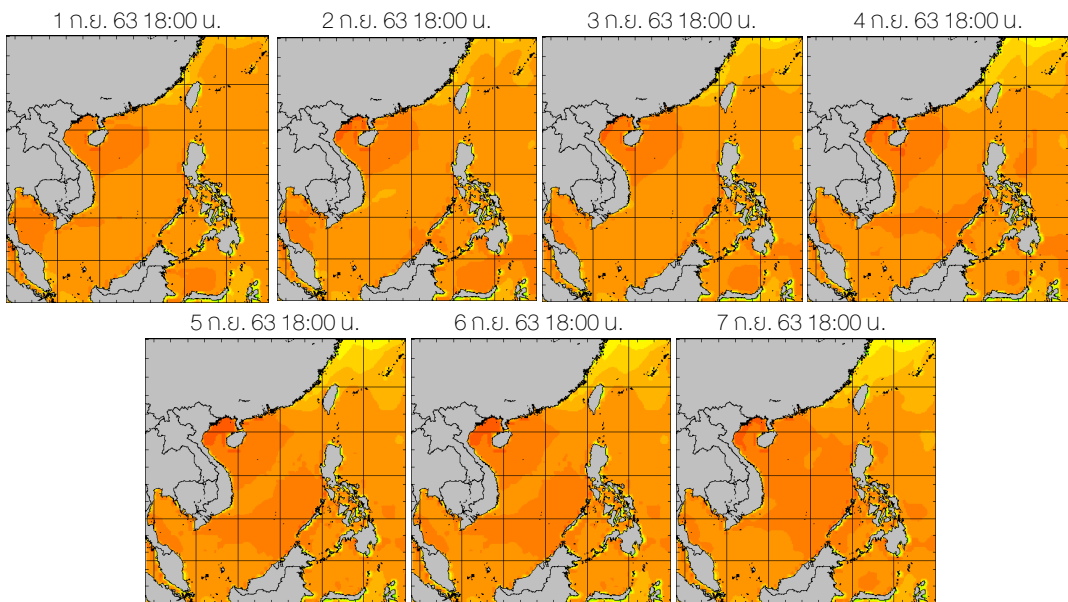 1 ก.ย. 63 18:00 น.
2 ก.ย. 63 18:00 น.
3 ก.ย. 63 18:00 น.
4 ก.ย. 63 18:00 น.
5 ก.ย. 63 18:00 น.
6 ก.ย. 63 18:00 น.
7 ก.ย. 63 18:00 น.